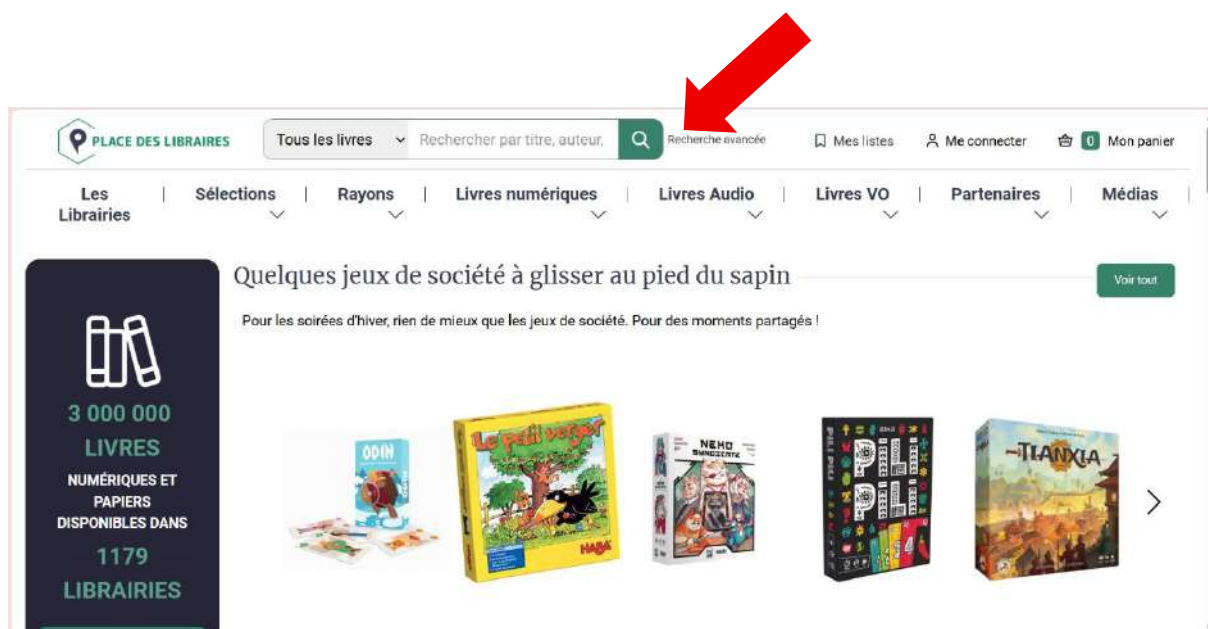 PLACE DES LIBRAIRES
Tous les livres
Rechercher par titre, auteur,
Recherche avancée
Mes listes
Me connecter
0
Mon panier
Les Librairies
Sélections
Rayons
Livres numériques
Livres Audio
Livres VO
Partenaires
Médias
Quelques jeux de société à glisser au pied du sapin
Voir tout
Pour les soirées d'hiver, rien de mieux que les jeux de société. Pour des moments partagés !
3 000 000
LIVRES
NUMÉRIQUES ET
PAPIERS
DISPONIBLES DANS
1179
LIBRAIRIES
ODIN
Le petit verger
HABA
NEKO
SYNDICATE
TIANXIA